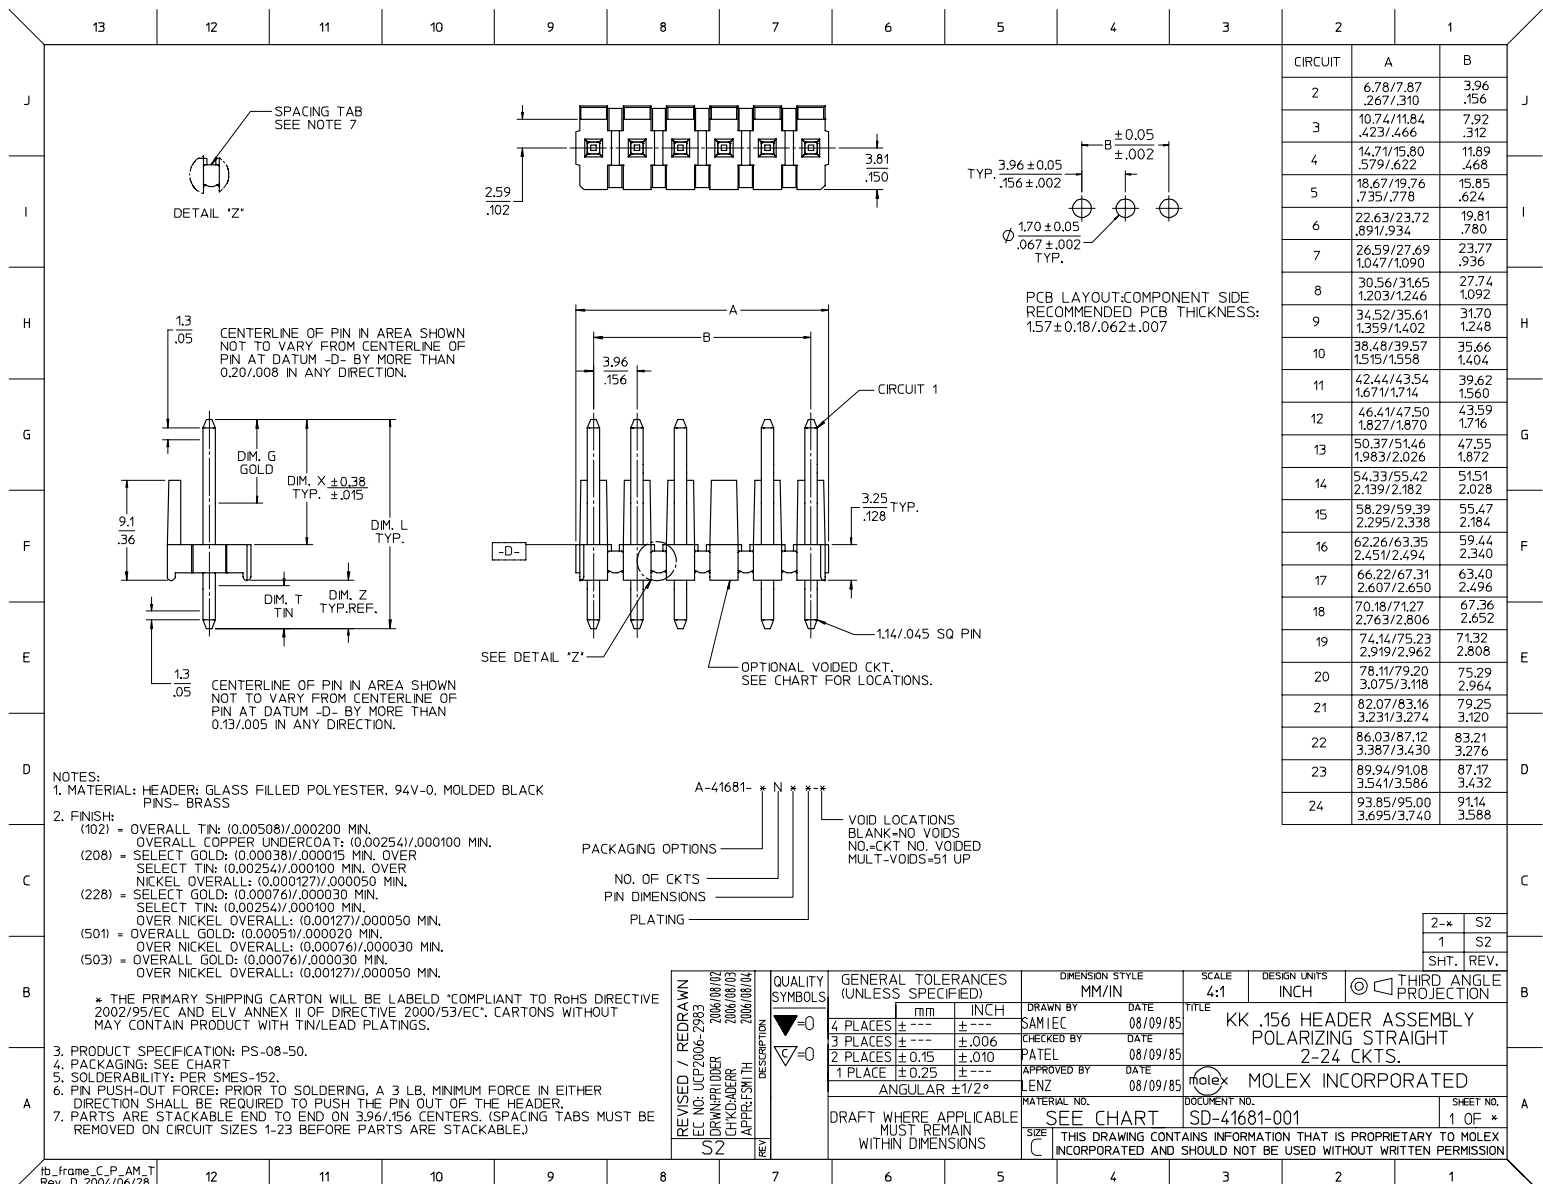 13 12 11 10 9 8 7 6 5 4 3 2 1
J
I
H
G
F
E
D
C
B
A
SPACING TAB
SEE NOTE 7
DETAIL "Z"
2.59
.102
3.81
.150
B ±0.05
±.002
TYP. 3.96 ±0.05
.156 ±.002
Ø 1.70 ±0.05
.067 ±.002
TYP.
PCB LAYOUT:COMPONENT SIDE
RECOMMENDED PCB THICKNESS:
1.57±0.18/.062±.007
CIRCUIT A B
2 6.78/7.87 3.96
.267/.310 .156
3 10.74/11.84 7.92
.423/.466 .312
4 14.71/15.80 11.89
.579/.622 .468
5 18.67/19.76 15.85
.735/.778 .624
6 22.63/23.72 19.81
.891/.934 .780
7 26.59/27.69 23.77
1.047/1.090 .936
8 30.56/31.65 27.74
1.203/1.246 1.092
9 34.52/35.61 31.70
1.359/1.402 1.248
10 38.48/39.57 35.66
1.515/1.558 1.404
11 42.44/43.54 39.62
1.671/1.714 1.560
12 46.41/47.50 43.59
1.827/1.870 1.716
13 50.37/51.46 47.55
1.983/2.026 1.872
14 54.33/55.42 51.51
2.139/2.182 2.028
15 58.29/59.39 55.47
2.295/2.338 2.184
16 62.26/63.35 59.44
2.451/2.494 2.340
17 66.22/67.31 63.40
2.607/2.650 2.496
18 70.18/71.27 67.36
2.763/2.806 2.652
19 74.14/75.23 71.32
2.919/2.962 2.808
20 78.11/79.20 75.29
3.075/3.118 2.964
21 82.07/83.16 79.25
3.231/3.274 3.120
22 86.03/87.12 83.21
3.387/3.430 3.276
23 89.94/91.08 87.17
3.541/3.586 3.432
24 93.85/95.00 91.14
3.695/3.740 3.588
1.3
.05
CENTERLINE OF PIN IN AREA SHOWN
NOT TO VARY FROM CENTERLINE OF
PIN AT DATUM -D- BY MORE THAN
0.20/.008 IN ANY DIRECTION.
DIM. G
GOLD
DIM. X ±0.38
TYP. ±.015
DIM. L
TYP.
9.1
.36
DIM. T
TIN
DIM. Z
TYP.REF.
1.3
.05
CENTERLINE OF PIN IN AREA SHOWN
NOT TO VARY FROM CENTERLINE OF
PIN AT DATUM -D- BY MORE THAN
0.13/.005 IN ANY DIRECTION.
A
B
3.96
.156
CIRCUIT 1
3.25
.128 TYP.
-D-
SEE DETAIL "Z"
1.14/.045 SQ PIN
OPTIONAL VOIDED CKT.
SEE CHART FOR LOCATIONS.
A-41681- * N * *-*
VOID LOCATIONS
BLANK=NO VOIDS
NO.=CKT NO. VOIDED
MULT-VOIDS=51 UP
PACKAGING OPTIONS
NO. OF CKTS
PIN DIMENSIONS
PLATING
NOTES:
1. MATERIAL: HEADER: GLASS FILLED POLYESTER, 94V-0, MOLDED BLACK
PINS- BRASS
2. FINISH:
(102) = OVERALL TIN: (0.00508)/.000200 MIN.
OVERALL COPPER UNDERCOAT: (0.00254)/.000100 MIN.
(208) = SELECT GOLD: (0.00038)/.000015 MIN. OVER
SELECT TIN: (0.00254)/.000100 MIN. OVER
NICKEL OVERALL: (0.000127)/.000050 MIN.
(228) = SELECT GOLD: (0.00076)/.000030 MIN.
SELECT TIN: (0.00254)/.000100 MIN.
OVER NICKEL OVERALL: (0.00127)/.000050 MIN.
(501) = OVERALL GOLD: (0.00051)/.000020 MIN.
OVER NICKEL OVERALL: (0.00076)/.000030 MIN.
(503) = OVERALL GOLD: (0.00076)/.000030 MIN.
OVER NICKEL OVERALL: (0.00127)/.000050 MIN.
* THE PRIMARY SHIPPING CARTON WILL BE LABELD "COMPLIANT TO RoHS DIRECTIVE
2002/95/EC AND ELV ANNEX II OF DIRECTIVE 2000/53/EC". CARTONS WITHOUT
MAY CONTAIN PRODUCT WITH TIN/LEAD PLATINGS.
3. PRODUCT SPECIFICATION: PS-08-50.
4. PACKAGING: SEE CHART
5. SOLDERABILITY: PER SMES-152.
6. PIN PUSH-OUT FORCE: PRIOR TO SOLDERING, A 3 LB. MINIMUM FORCE IN EITHER
DIRECTION SHALL BE REQUIRED TO PUSH THE PIN OUT OF THE HEADER.
7. PARTS ARE STACKABLE END TO END ON 3.96/.156 CENTERS. (SPACING TABS MUST BE
REMOVED ON CIRCUIT SIZES 1-23 BEFORE PARTS ARE STACKABLE.)
2-* S2
1 S2
SHT. REV.
REVISED / REDRAWN
EC NO: UCP2006-2983
DRWN:PRIDDER 2006/08/02
CH'KD:ADERR 2006/08/03
APPR:FSMITH 2006/08/04
S2
REV
DESCRIPTION
QUALITY
SYMBOLS
=0
C =0
GENERAL TOLERANCES
(UNLESS SPECIFIED)
mm INCH
4 PLACES ±--- ±---
3 PLACES ±--- ±.006
2 PLACES ±0.15 ±.010
1 PLACE ±0.25 ±---
ANGULAR ±1/2°
DRAFT WHERE APPLICABLE
MUST REMAIN
WITHIN DIMENSIONS
DIMENSION STYLE
MM/IN
SCALE
4:1
DESIGN UNITS
INCH
THIRD ANGLE
PROJECTION
DRAWN BY DATE
SAMIEC 08/09/85
CHECKED BY DATE
PATEL 08/09/85
APPROVED BY DATE
LENZ 08/09/85
TITLE
KK .156 HEADER ASSEMBLY
POLARIZING STRAIGHT
2-24 CKTS.
molex MOLEX INCORPORATED
MATERIAL NO.
SEE CHART
DOCUMENT NO.
SD-41681-001
SHEET NO.
1 OF *
SIZE
C
THIS DRAWING CONTAINS INFORMATION THAT IS PROPRIETARY TO MOLEX
INCORPORATED AND SHOULD NOT BE USED WITHOUT WRITTEN PERMISSION
tb_frame_C_P_AM_T
Rev. D 2004/06/28
12 11 10 9 8 7 6 5 4 3 2 1